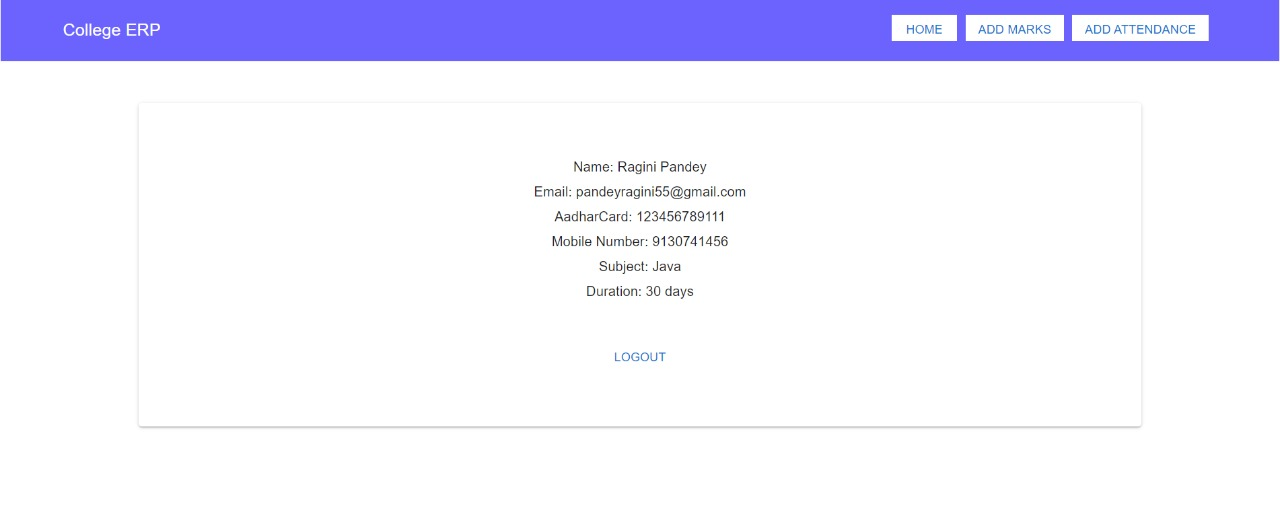 College ERP
HOME
ADD MARKS
ADD ATTENDANCE
Name: Ragini Pandey
Email: pandeyragini55@gmail.com
AadharCard: 123456789111
Mobile Number: 9130741456
Subject: Java
Duration: 30 days
LOGOUT